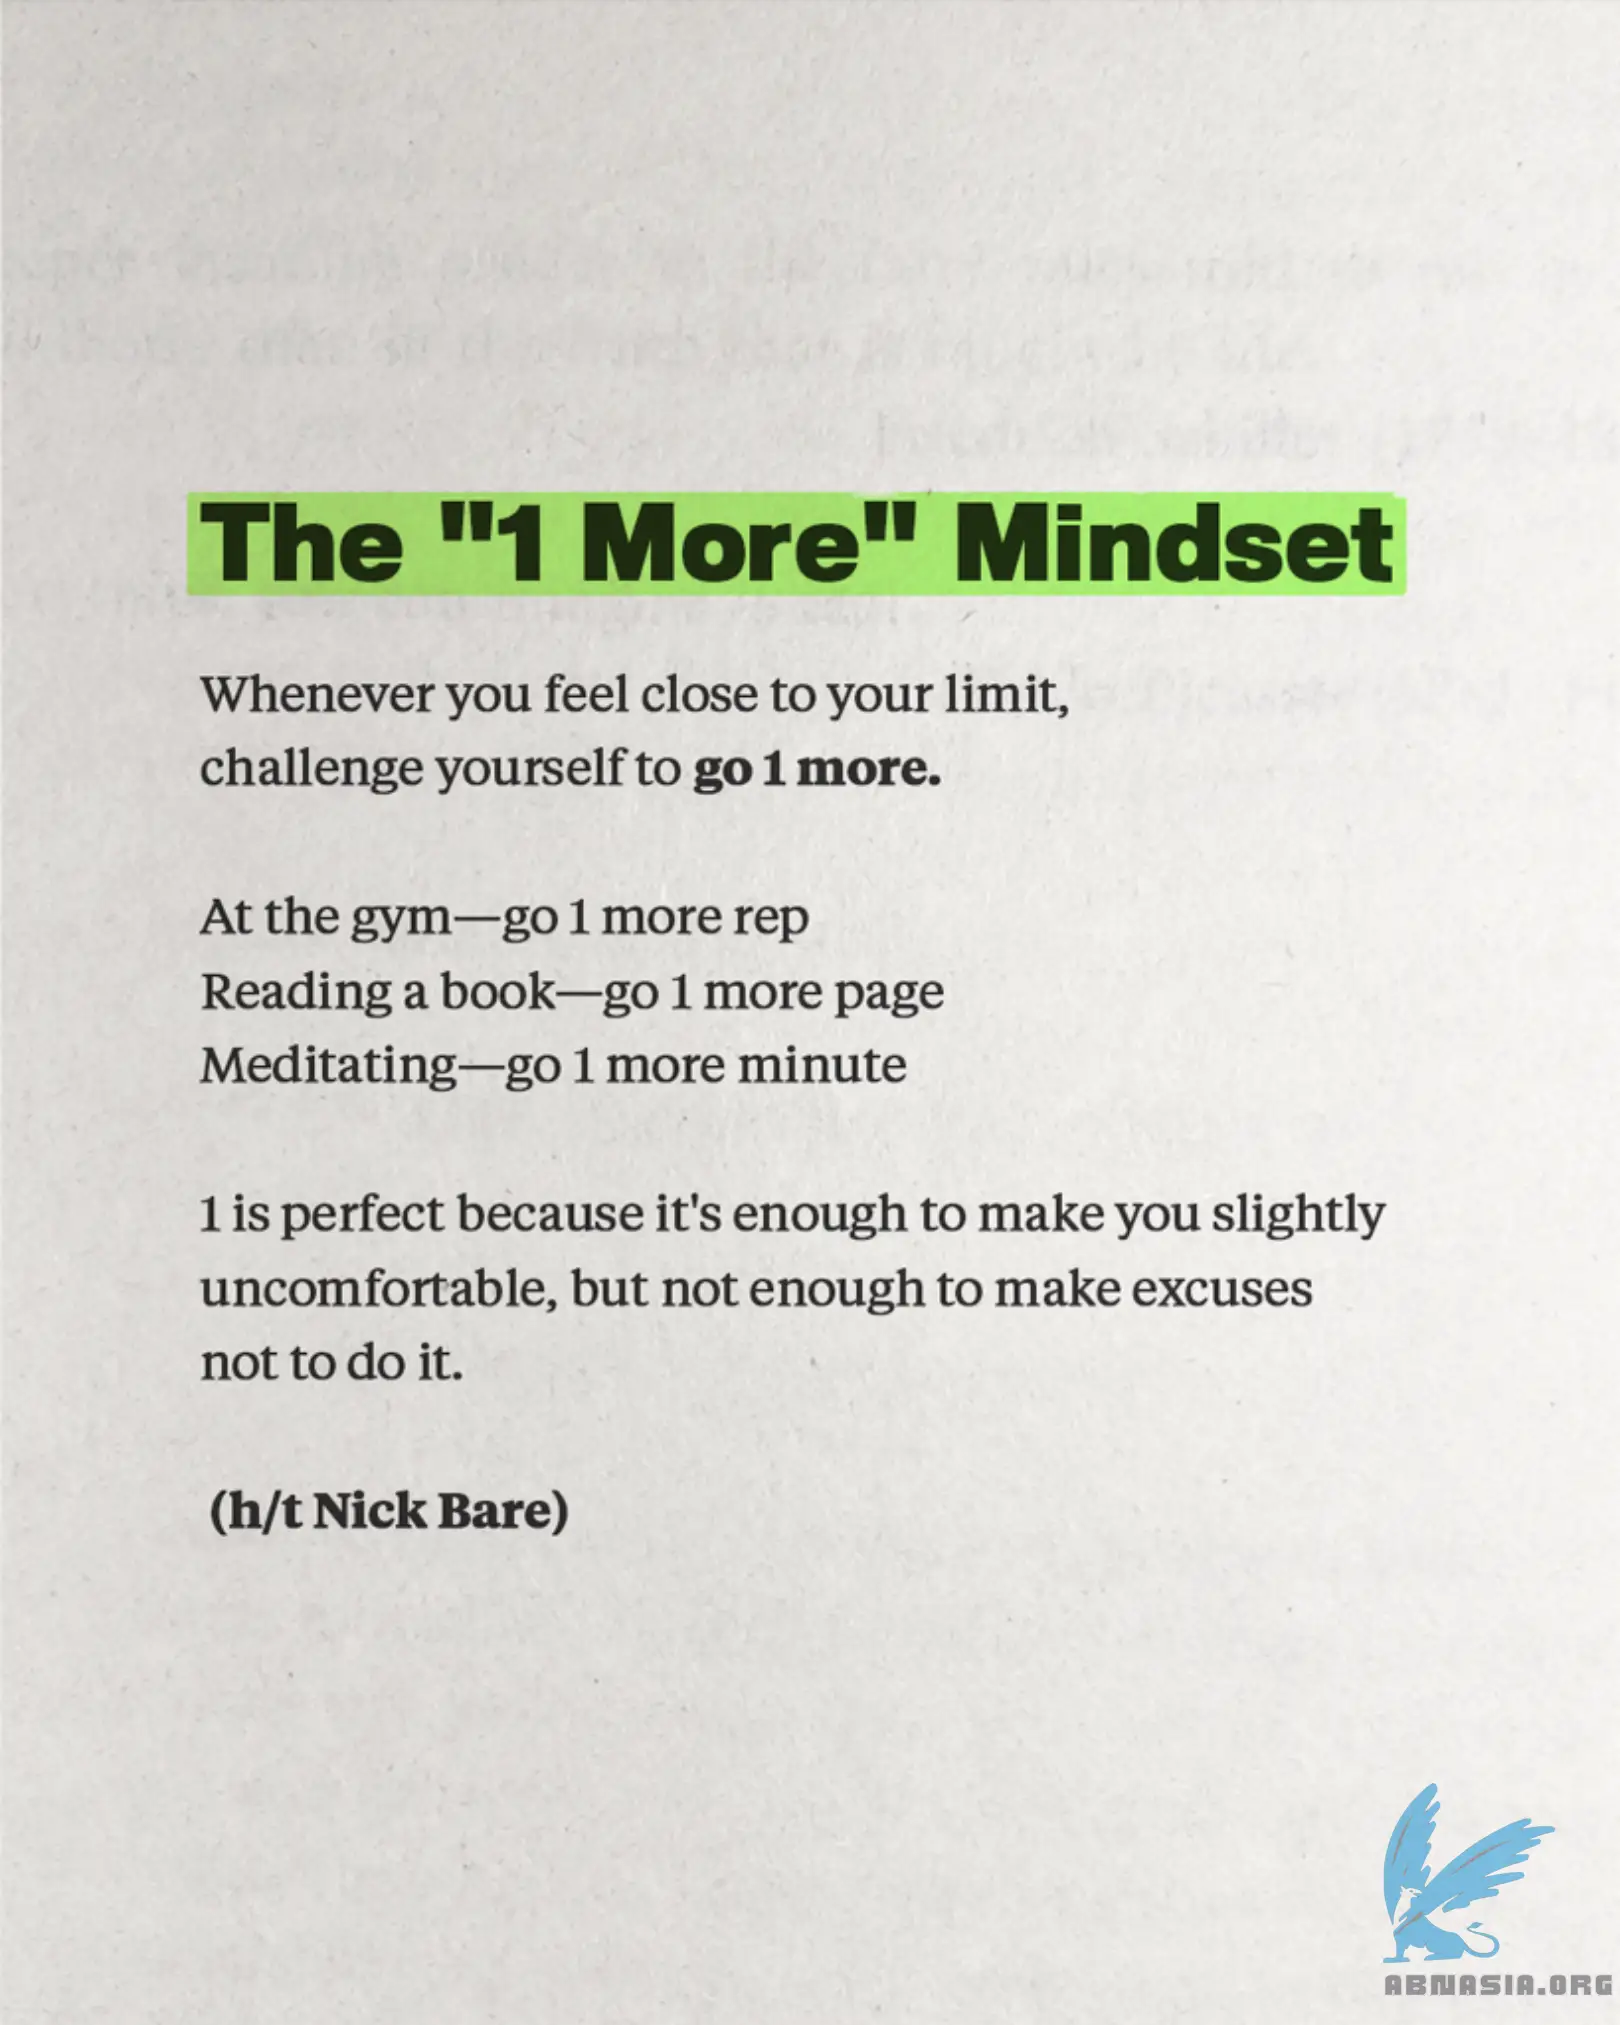 The "1 More" Mindset
Whenever you feel close to your limit,
challenge yourself to go 1 more.
At the gym—go 1 more rep
Reading a book—go 1 more page
Meditating—go 1 more minute
1 is perfect because it's enough to make you slightly
uncomfortable, but not enough to make excuses
not to do it.
(h/t Nick Bare)
ABNASIA.ORG